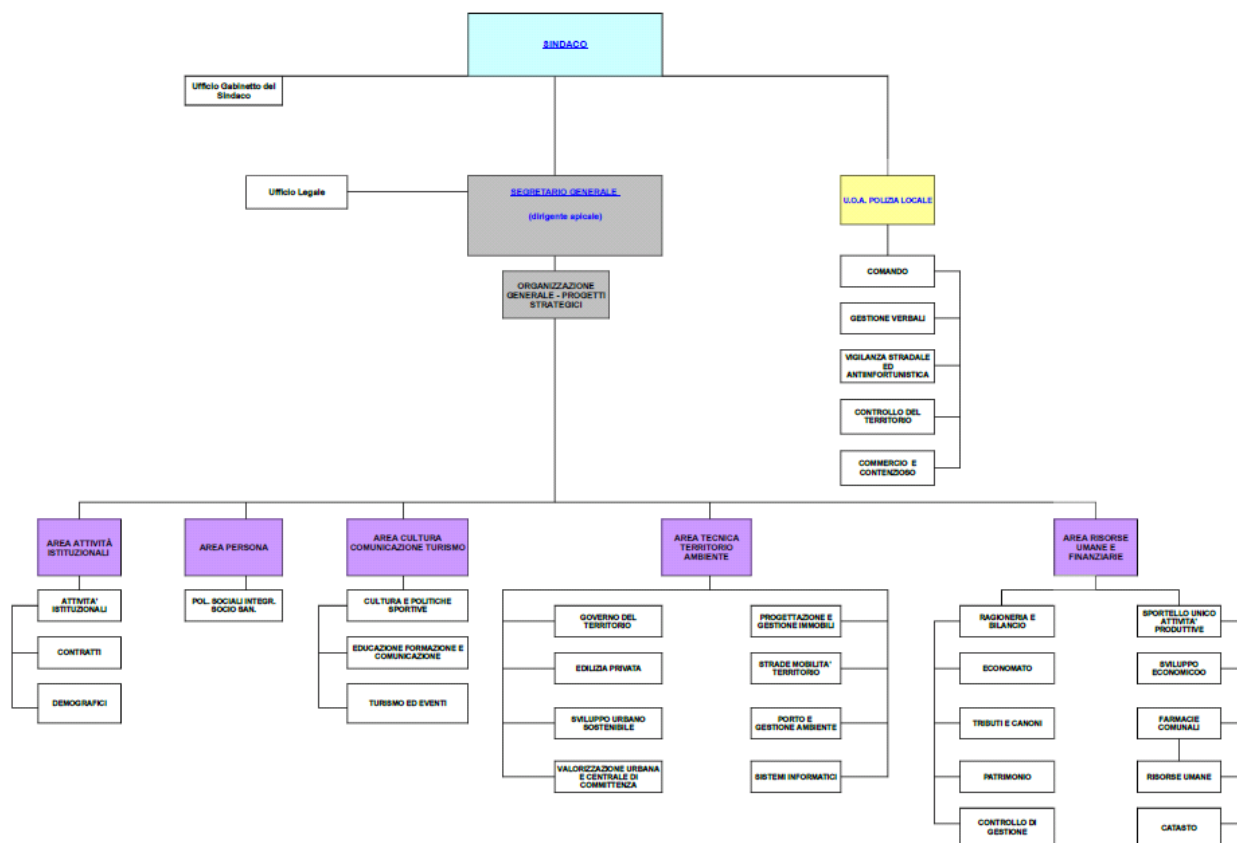 SINDACO
Ufficio Gabinetto del
Sindaco
Ufficio Legale
SEGRETARIO GENERALE
(dirigente apicale)
U.O.A. POLIZIA LOCALE
ORGANIZZAZIONE
GENERALE - PROGETTI
STRATEGICI
COMANDO
GESTIONE VERBALI
VIGILANZA STRADALE
ED
ANTIINFORTUNISTICA
CONTROLLO DEL
TERRITORIO
COMMERCIO E
CONTENZIOSO
AREA ATTIVITÀ
ISTITUZIONALI
ATTIVITA'
ISTITUZIONALI
CONTRATTI
DEMOGRAFICI
AREA PERSONA
POL. SOCIALI INTEGR.
SOCIO SAN.
AREA CULTURA
COMUNICAZIONE TURISMO
CULTURA E POLITICHE
SPORTIVE
EDUCAZIONE FORMAZIONE E
COMUNICAZIONE
TURISMO ED EVENTI
AREA TECNICA
TERRITORIO
AMBIENTE
GOVERNO DEL
TERRITORIO
EDILIZIA PRIVATA
SVILUPPO URBANO
SOSTENIBILE
VALORIZZAZIONE URBANA
E CENTRALE DI
COMMITTENZA
PROGETTAZIONE E
GESTIONE IMMOBILI
STRADE MOBILITA'
TERRITORIO
PORTO E
GESTIONE AMBIENTE
SISTEMI INFORMATICI
AREA RISORSE
UMANE E
FINANZIARIE
RAGIONERIA E
BILANCIO
ECONOMATO
TRIBUTI E CANONI
PATRIMONIO
CONTROLLO DI
GESTIONE
SPORTELLO UNICO
ATTIVITA'
PRODUTTIVE
SVILUPPO
ECONOMICOO
FARMACIE
COMUNALI
RISORSE UMANE
CATASTO